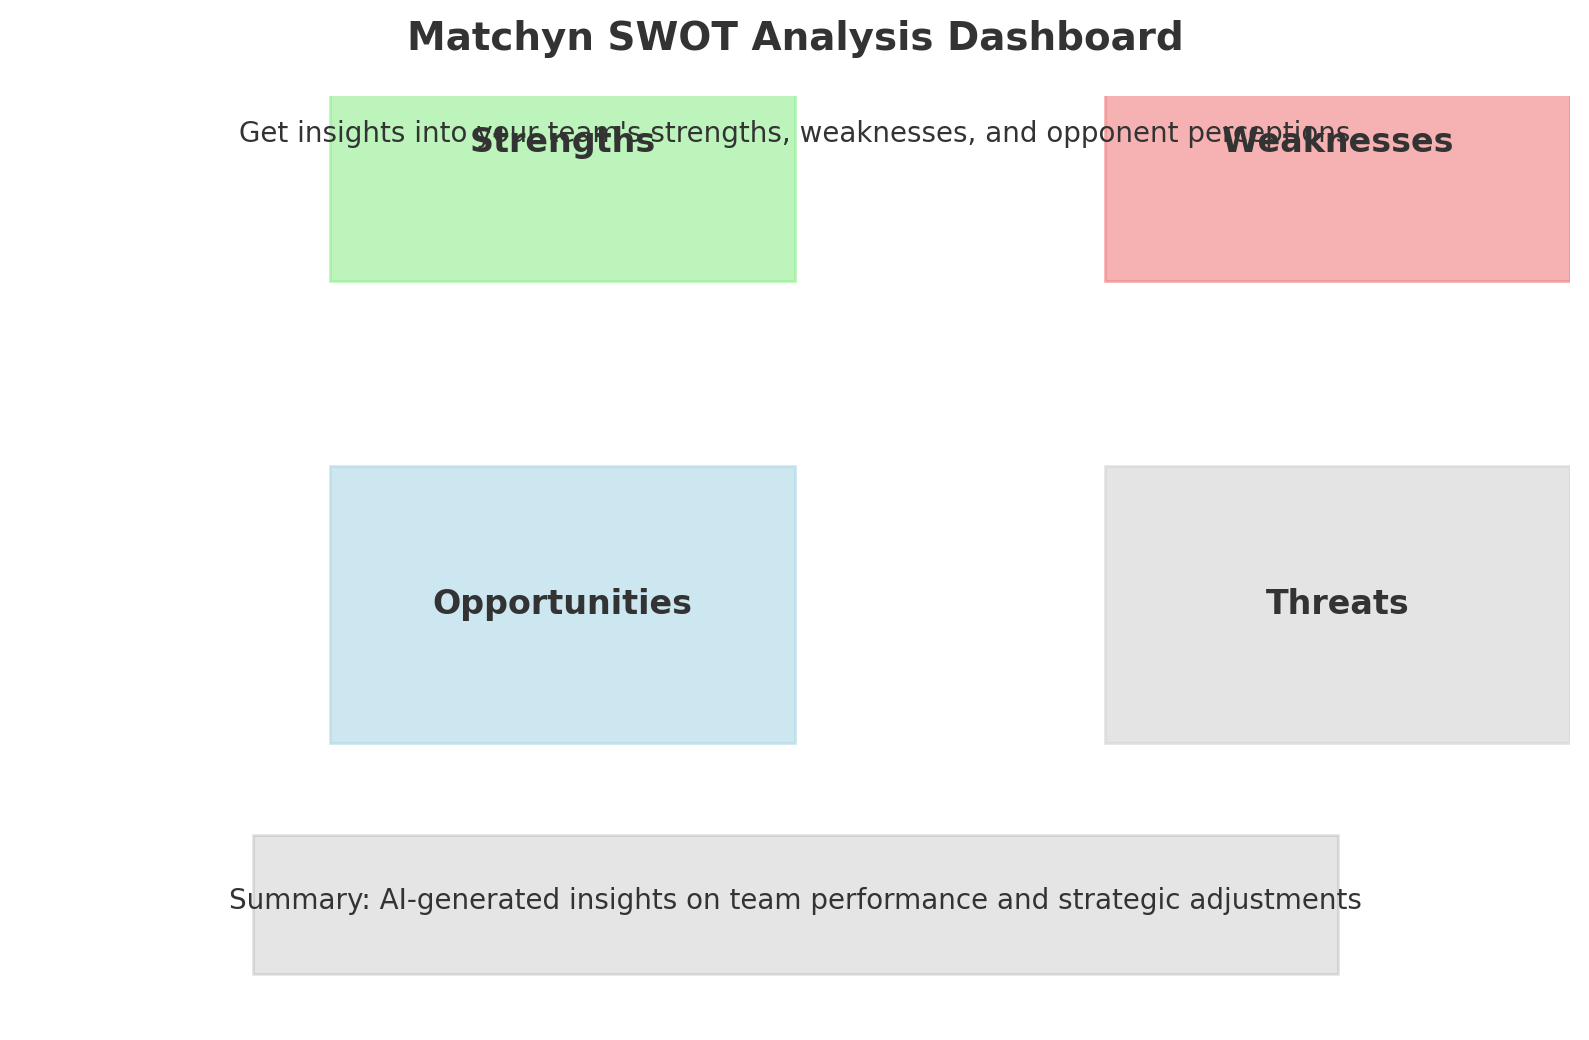 Matchyn SWOT Analysis Dashboard
Get insights into your team's strengths, weaknesses, and opponent perceptions.
Strengths
Weaknesses
Opportunities
Threats
Summary: AI-generated insights on team performance and strategic adjustments